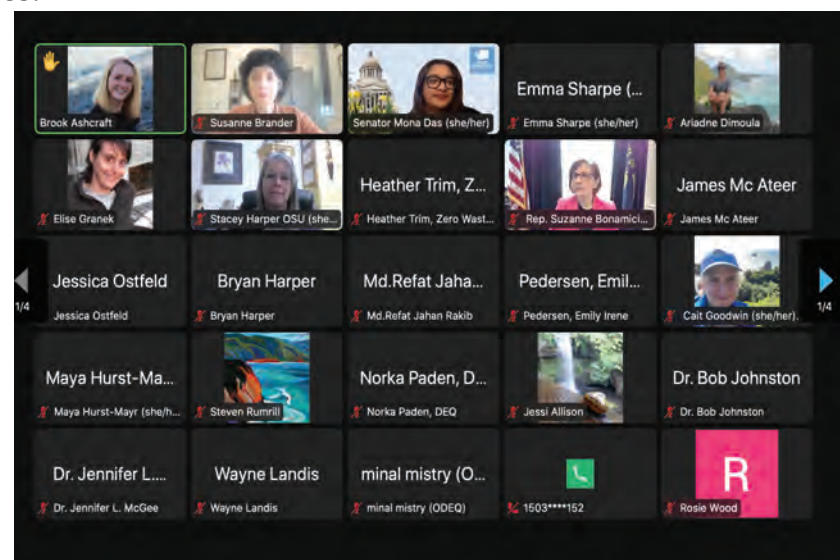 Brook Ashcraft
Susanne Brander
Senator Mona Das (she/her)
Emma Sharpe (...
Emma Sharpe (she/her)
Ariadne Dimoula
Elise Granek
Stacey Harper OSU (she...
Heather Trim, Z...
Heather Trim, Zero Wast...
Rep. Suzanne Bonamici...
James Mc Ateer
James Mc Ateer
1/4
Jessica Ostfeld
Jessica Ostfeld
Bryan Harper
Bryan Harper
Md.Refat Jaha...
Md.Refat Jahan Rakib
Pedersen, Emil...
Pedersen, Emily Irene
Cait Goodwin (she/her).
1/4
Maya Hurst-Ma...
Maya Hurst-Mayr (she/h...
Steven Rumrill
Norka Paden, D...
Norka Paden, DEQ
Jessi Allison
Dr. Bob Johnston
Dr. Bob Johnston
Dr. Jennifer L....
Dr. Jennifer L. McGee
Wayne Landis
Wayne Landis
minal mistry (O...
minal mistry (ODEQ)
1503****152
R
Rosie Wood